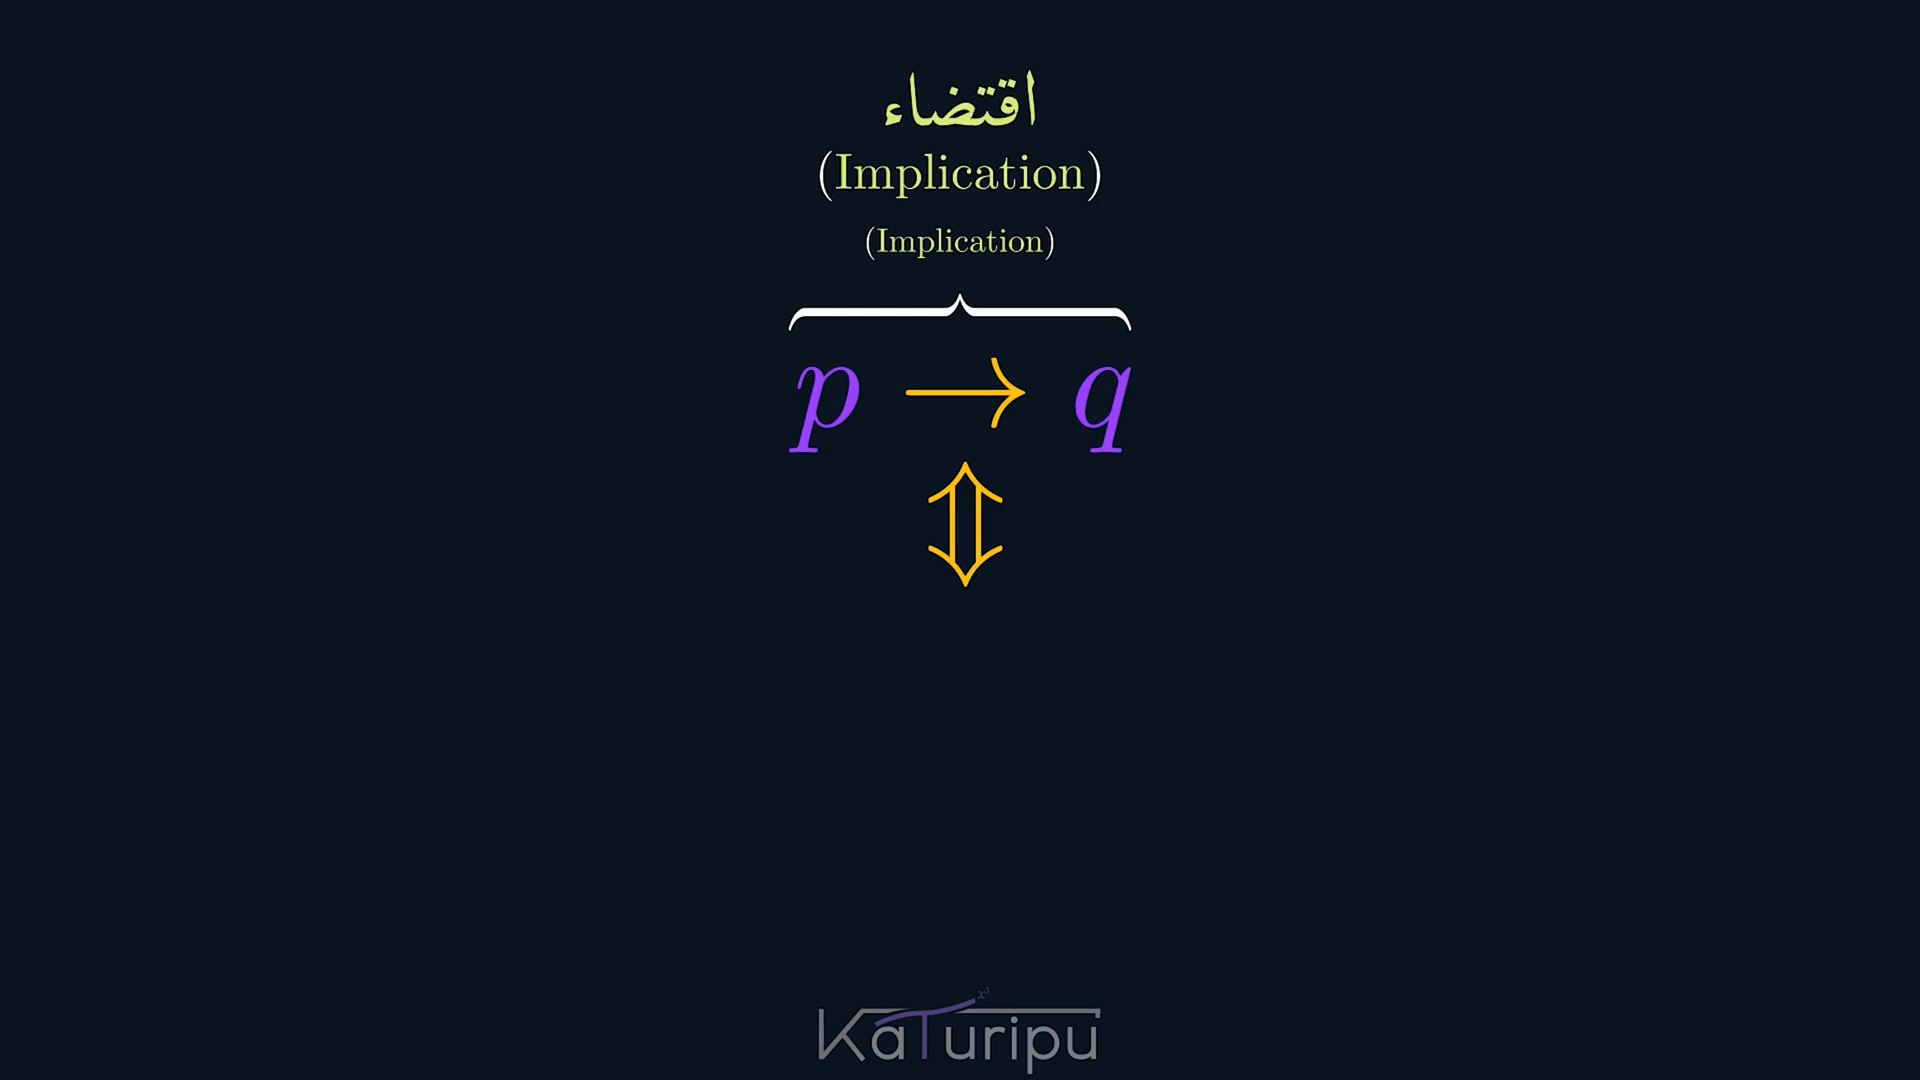 اقتضاء
(Implication)
(Implication)
p → q
⇕
KaTuripu